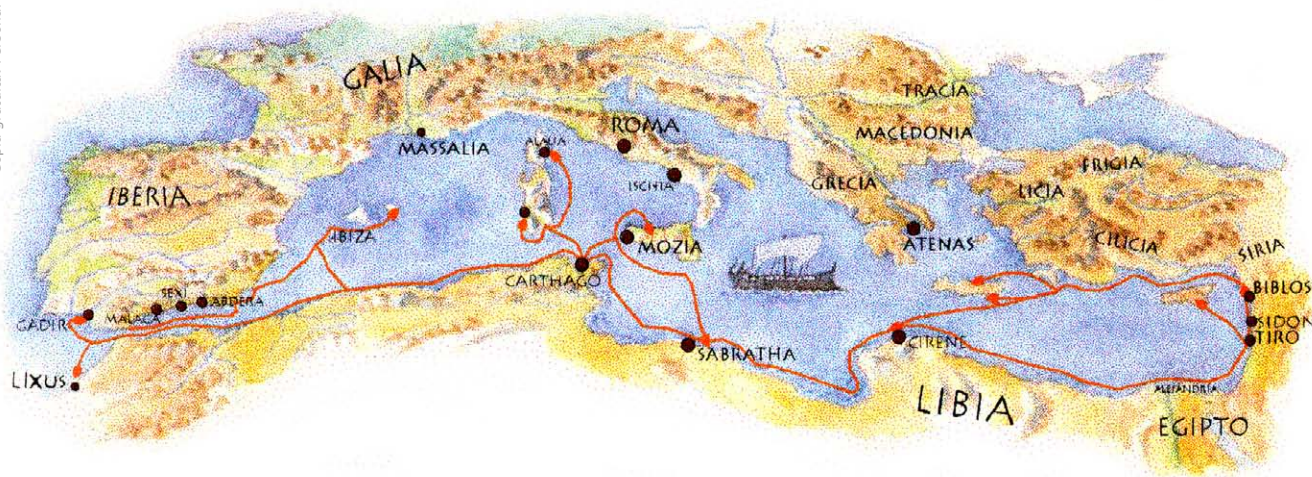 GALIA
TRACIA
ROMA
MACEDONIA
MASSALIA
ALALIA
FRIGIA
IBERIA
ISCHIA
GRECIA
LICIA
IBIZA
MOZIA
ATENAS
CILICIA
SIRIA
CARTHAGO
BIBLOS
SEXI
ABDERA
GADIR
MALACA
SIDON
CIRENE
TIRO
SABRATHA
LIXUS
ALEJANDRIA
LIBIA
EGIPTO